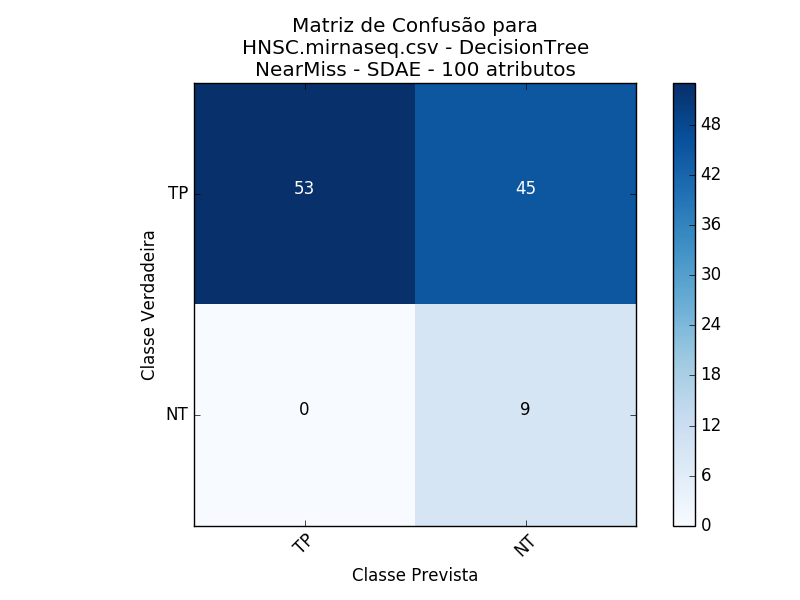 Matriz de Confusão para
HNSC.mirnaseq.csv - DecisionTree
NearMiss - SDAE - 100 atributos
53
45
0
9
TP
NT
Classe Verdadeira
TP
NT
Classe Prevista
48
42
36
30
24
18
12
6
0